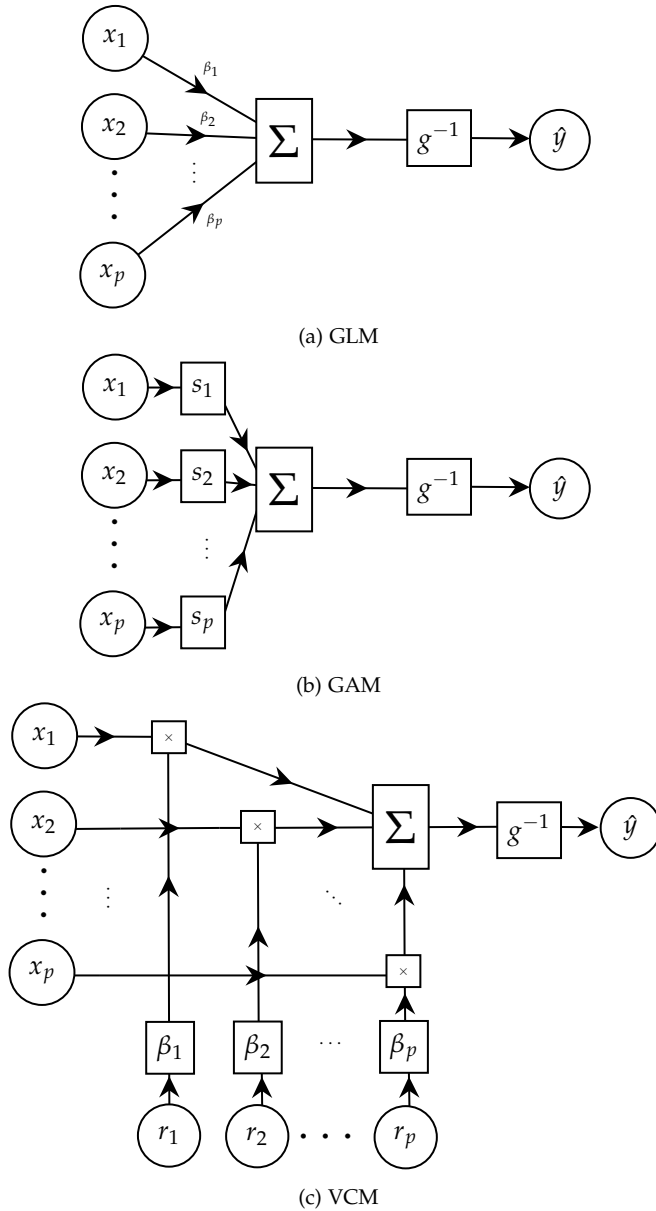 x₁
β₁
x₂ β₂ Σ g⁻¹ ŷ
⋮
βₚ
xₚ
(a) GLM
x₁ s₁
x₂ s₂ Σ g⁻¹ ŷ
⋮
xₚ sₚ
(b) GAM
x₁ ×
x₂ × Σ g⁻¹ ŷ
⋮ ⋱
xₚ ×
β₁ β₂ ⋯ βₚ
r₁ r₂ ⋯ rₚ
(c) VCM